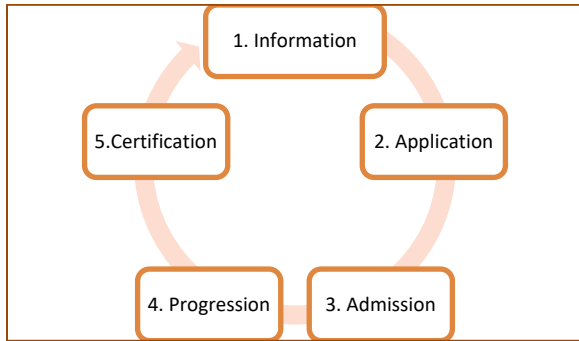 1. Information
2. Application
3. Admission
4. Progression
5.Certification